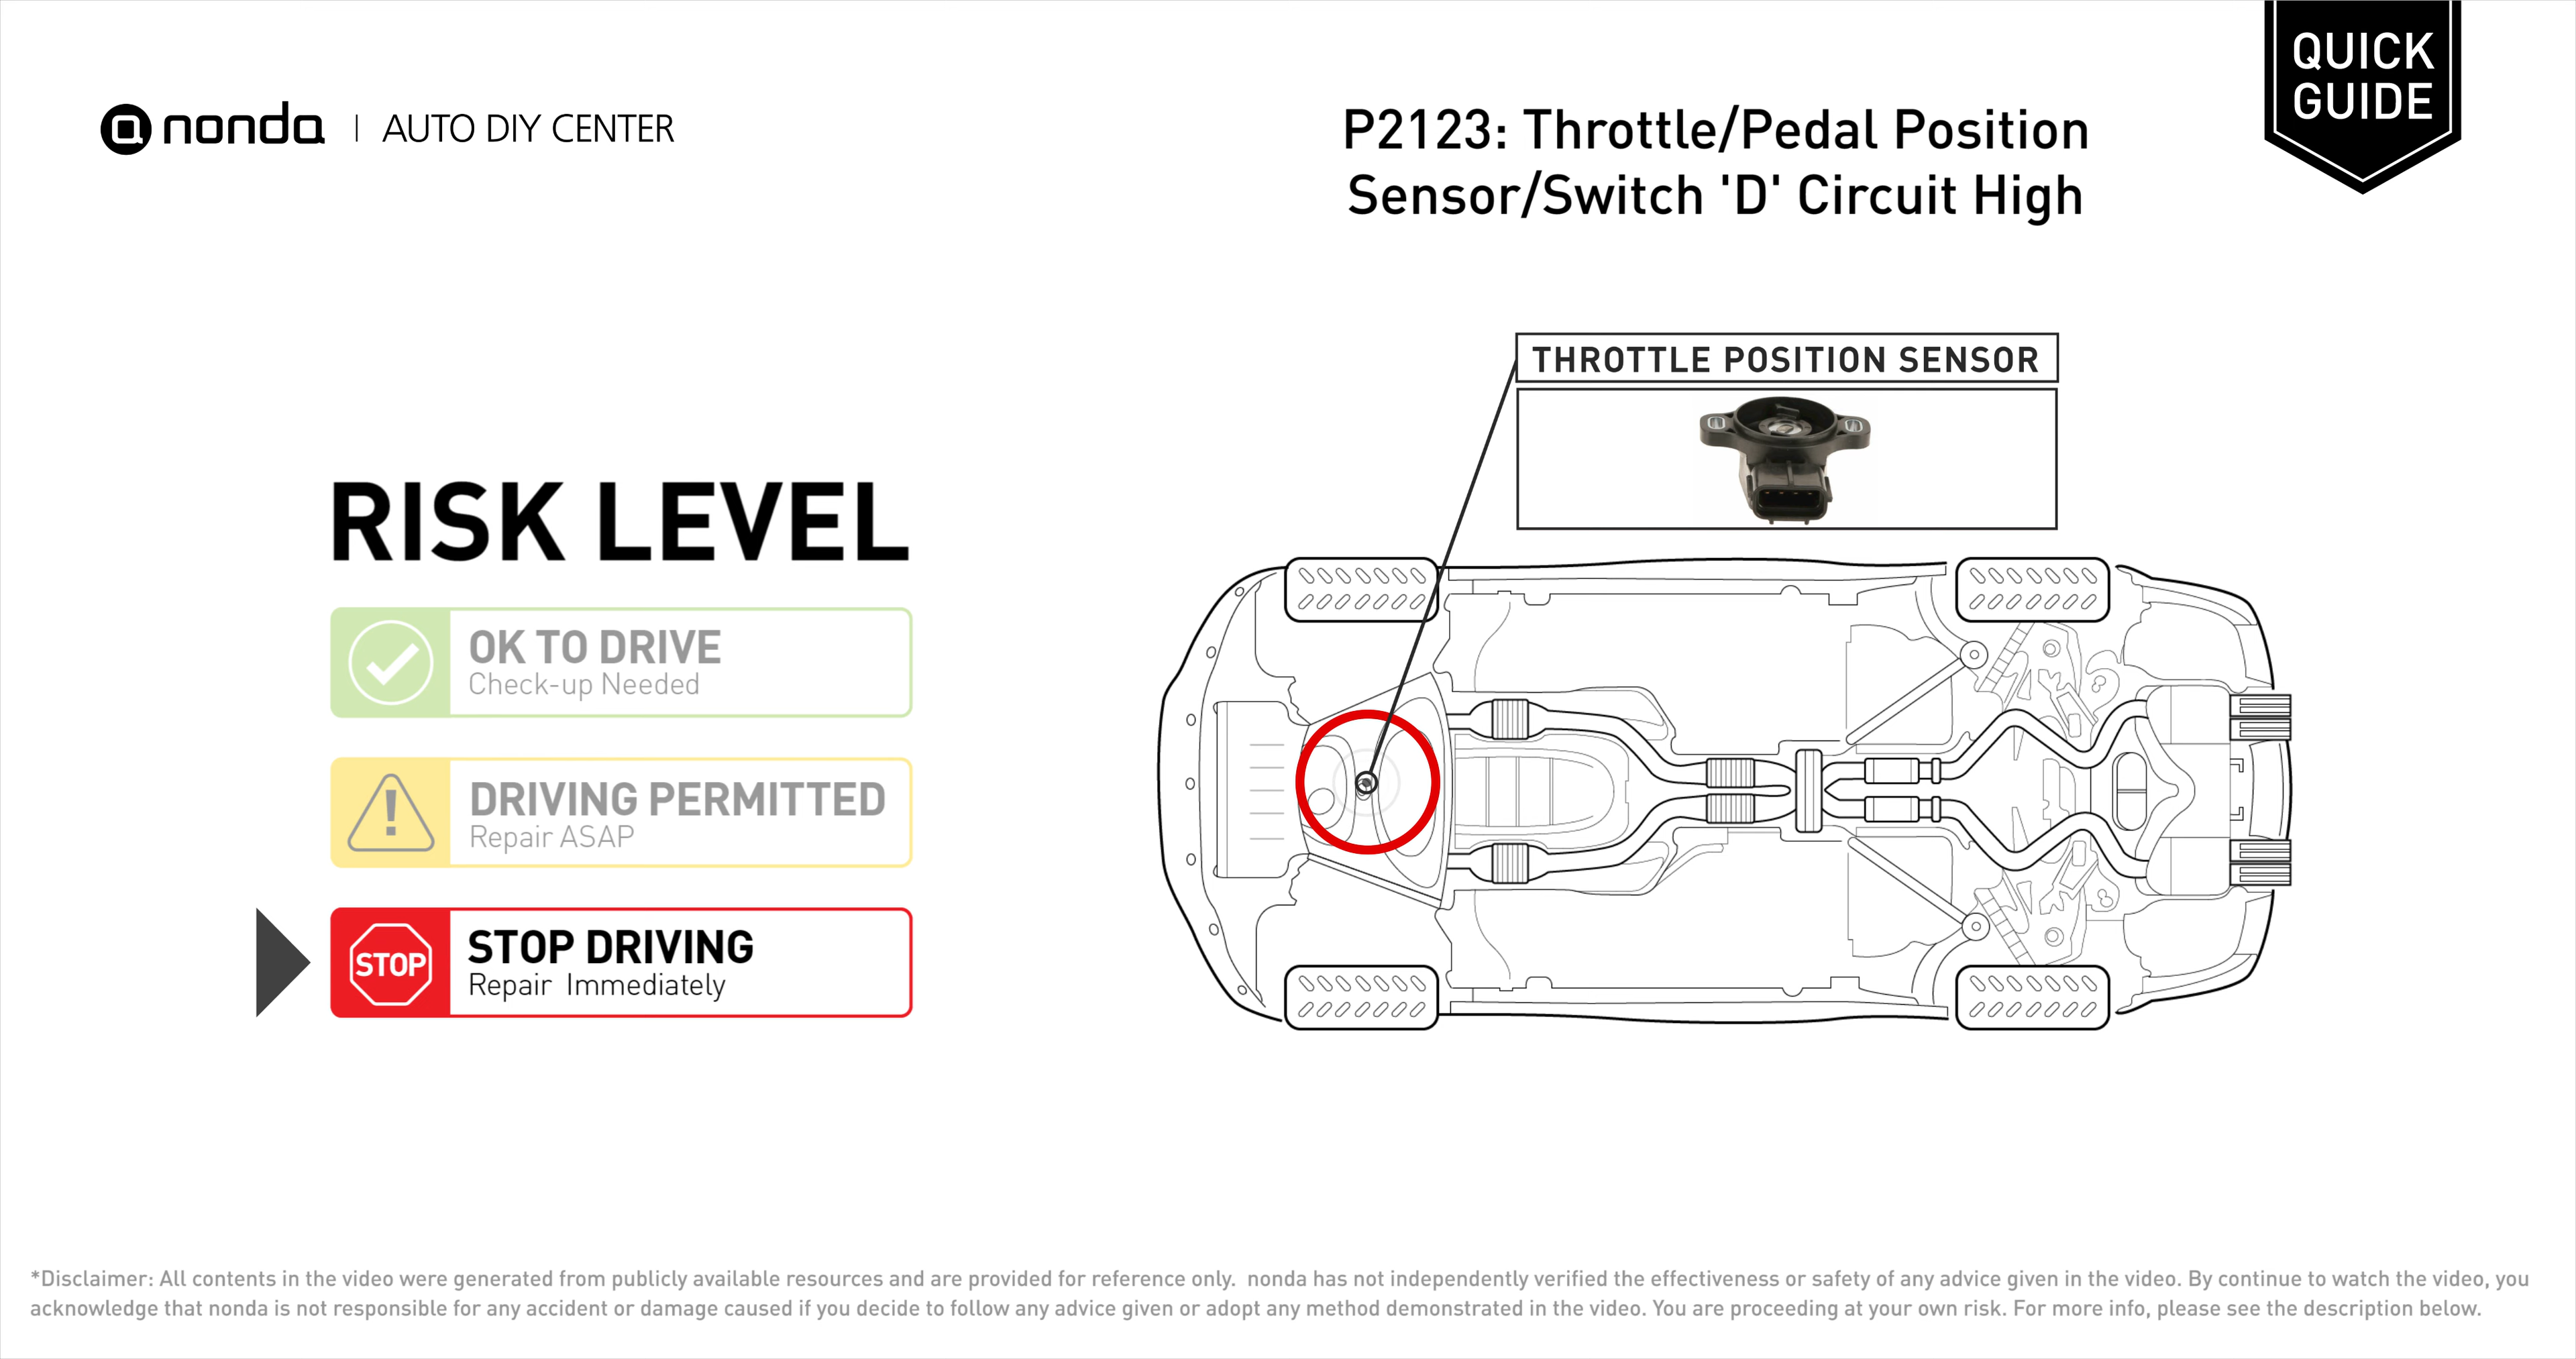 nonda | AUTO DIY CENTER
P2123: Throttle/Pedal Position
Sensor/Switch 'D' Circuit High
QUICK
GUIDE
THROTTLE POSITION SENSOR
RISK LEVEL
OK TO DRIVE
Check-up Needed
DRIVING PERMITTED
Repair ASAP
STOP
STOP DRIVING
Repair Immediately
*Disclaimer: All contents in the video were generated from publicly available resources and are provided for reference only. nonda has not independently verified the effectiveness or safety of any advice given in the video. By continue to watch the video, you
acknowledge that nonda is not responsible for any accident or damage caused if you decide to follow any advice given or adopt any method demonstrated in the video. You are proceeding at your own risk. For more info, please see the description below.